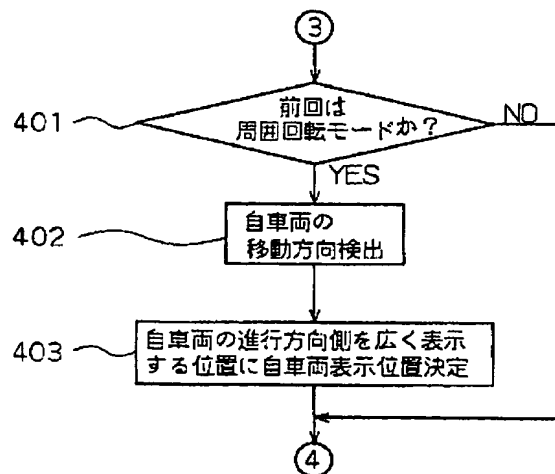 ③
前回は
周囲回転モードか？
401
NO
YES
402
自車両の
移動方向検出
403
自車両の進行方向側を広く表示
する位置に自車両表示位置決定
④